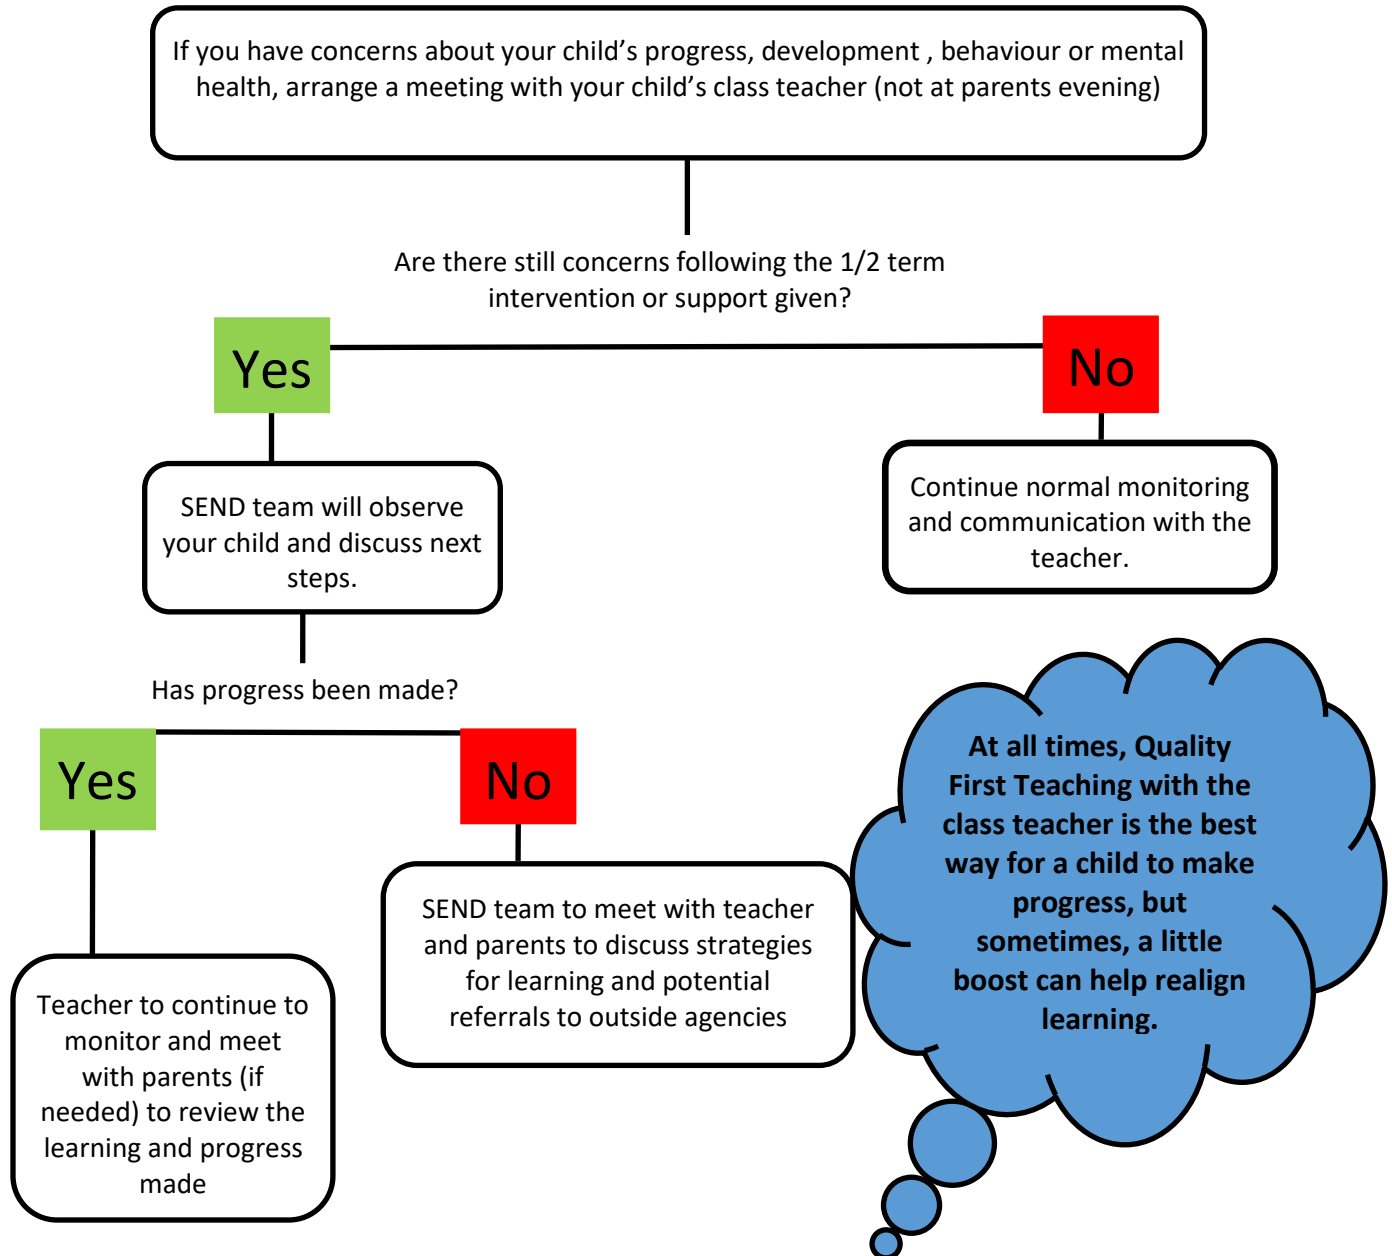 If you have concerns about your child’s progress, development , behaviour or mental
health, arrange a meeting with your child’s class teacher (not at parents evening)
Are there still concerns following the 1/2 term
intervention or support given?
Yes
No
SEND team will observe
your child and discuss next
steps.
Continue normal monitoring
and communication with the
teacher.
Has progress been made?
Yes
No
At all times, Quality
First Teaching with the
class teacher is the best
way for a child to make
progress, but
sometimes, a little
boost can help realign
learning.
SEND team to meet with teacher
and parents to discuss strategies
for learning and potential
referrals to outside agencies
Teacher to continue to
monitor and meet
with parents (if
needed) to review the
learning and progress
made